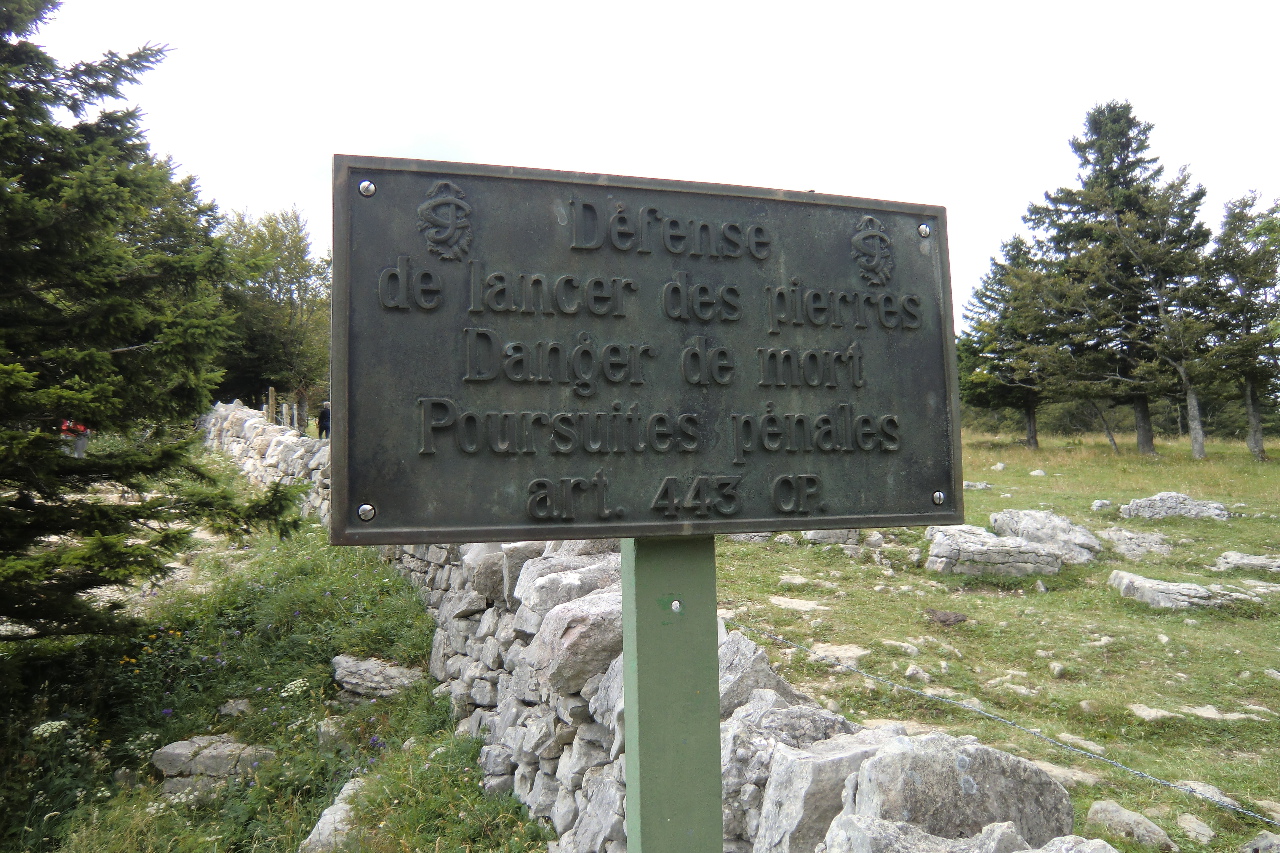 Défense
de lancer des pierres
Danger de mort
Poursuites pénales
art. 443 CP.